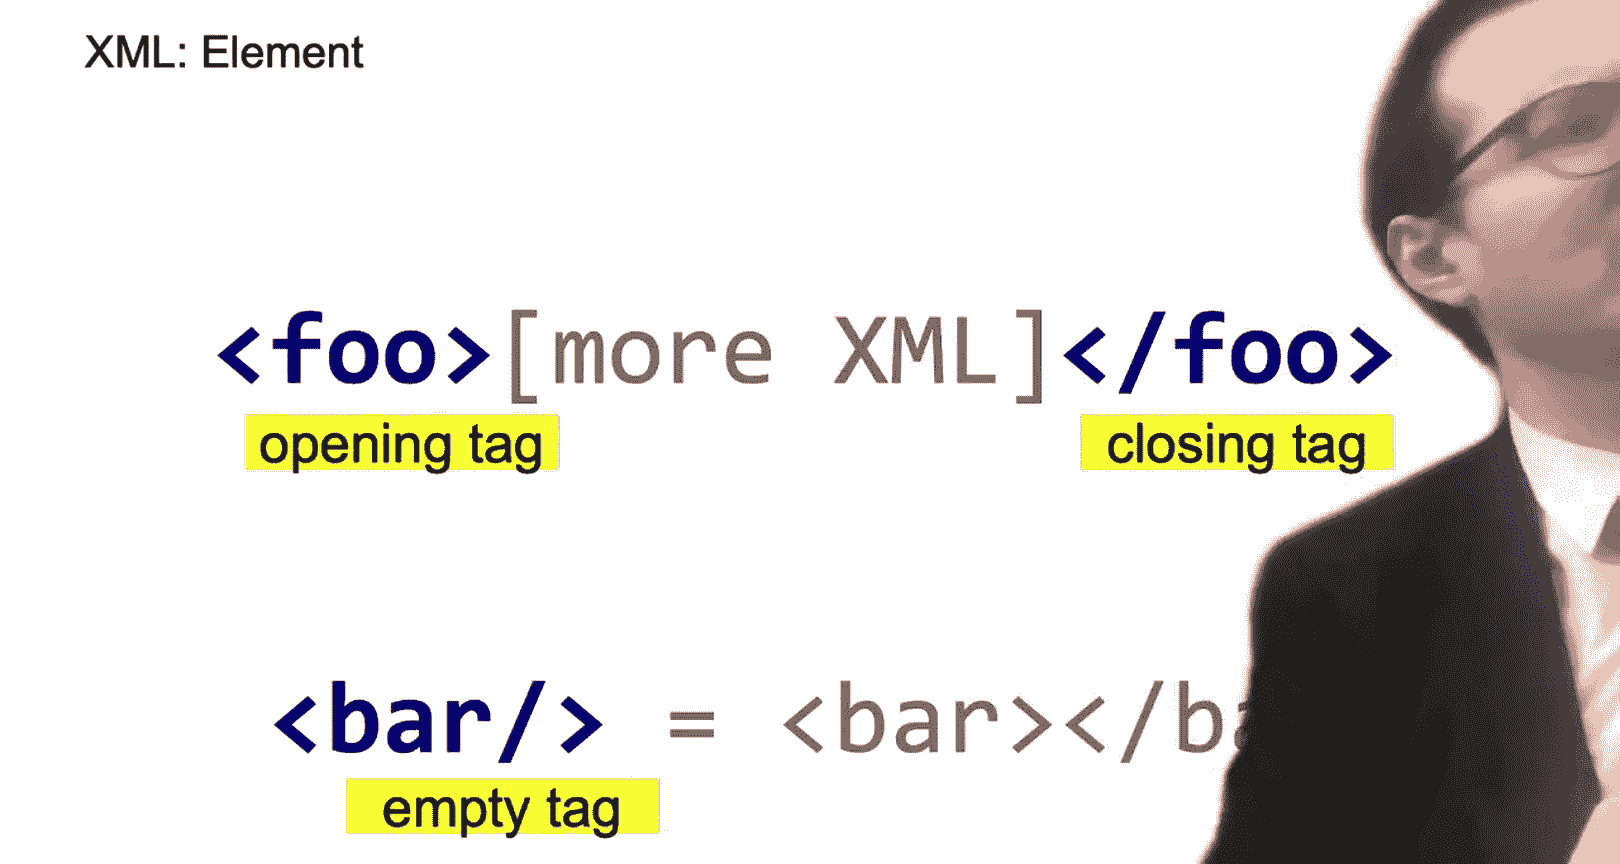 XML: Element
<foo>[more XML]</foo>
opening tag closing tag
<bar/> = <bar></b
empty tag